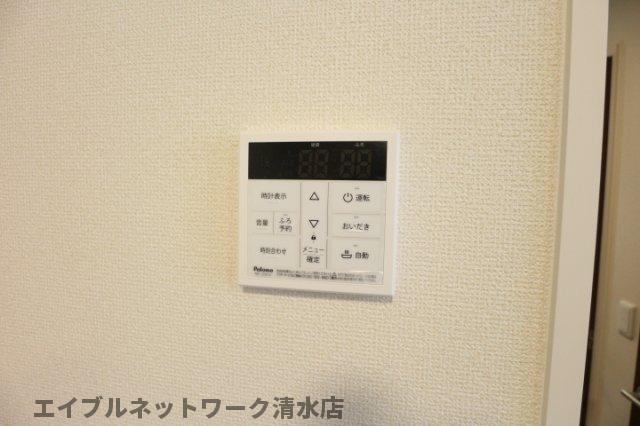 時計表示
運転
音量
ふろ
予約
おいだき
時刻合わせ
メニュー
確定
自動
Paloma
エイブルネットワーク清水店